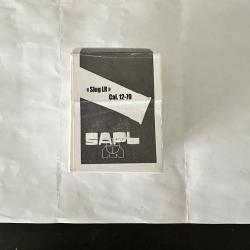 « Slug LR »
Cal. 12-70
SAPL